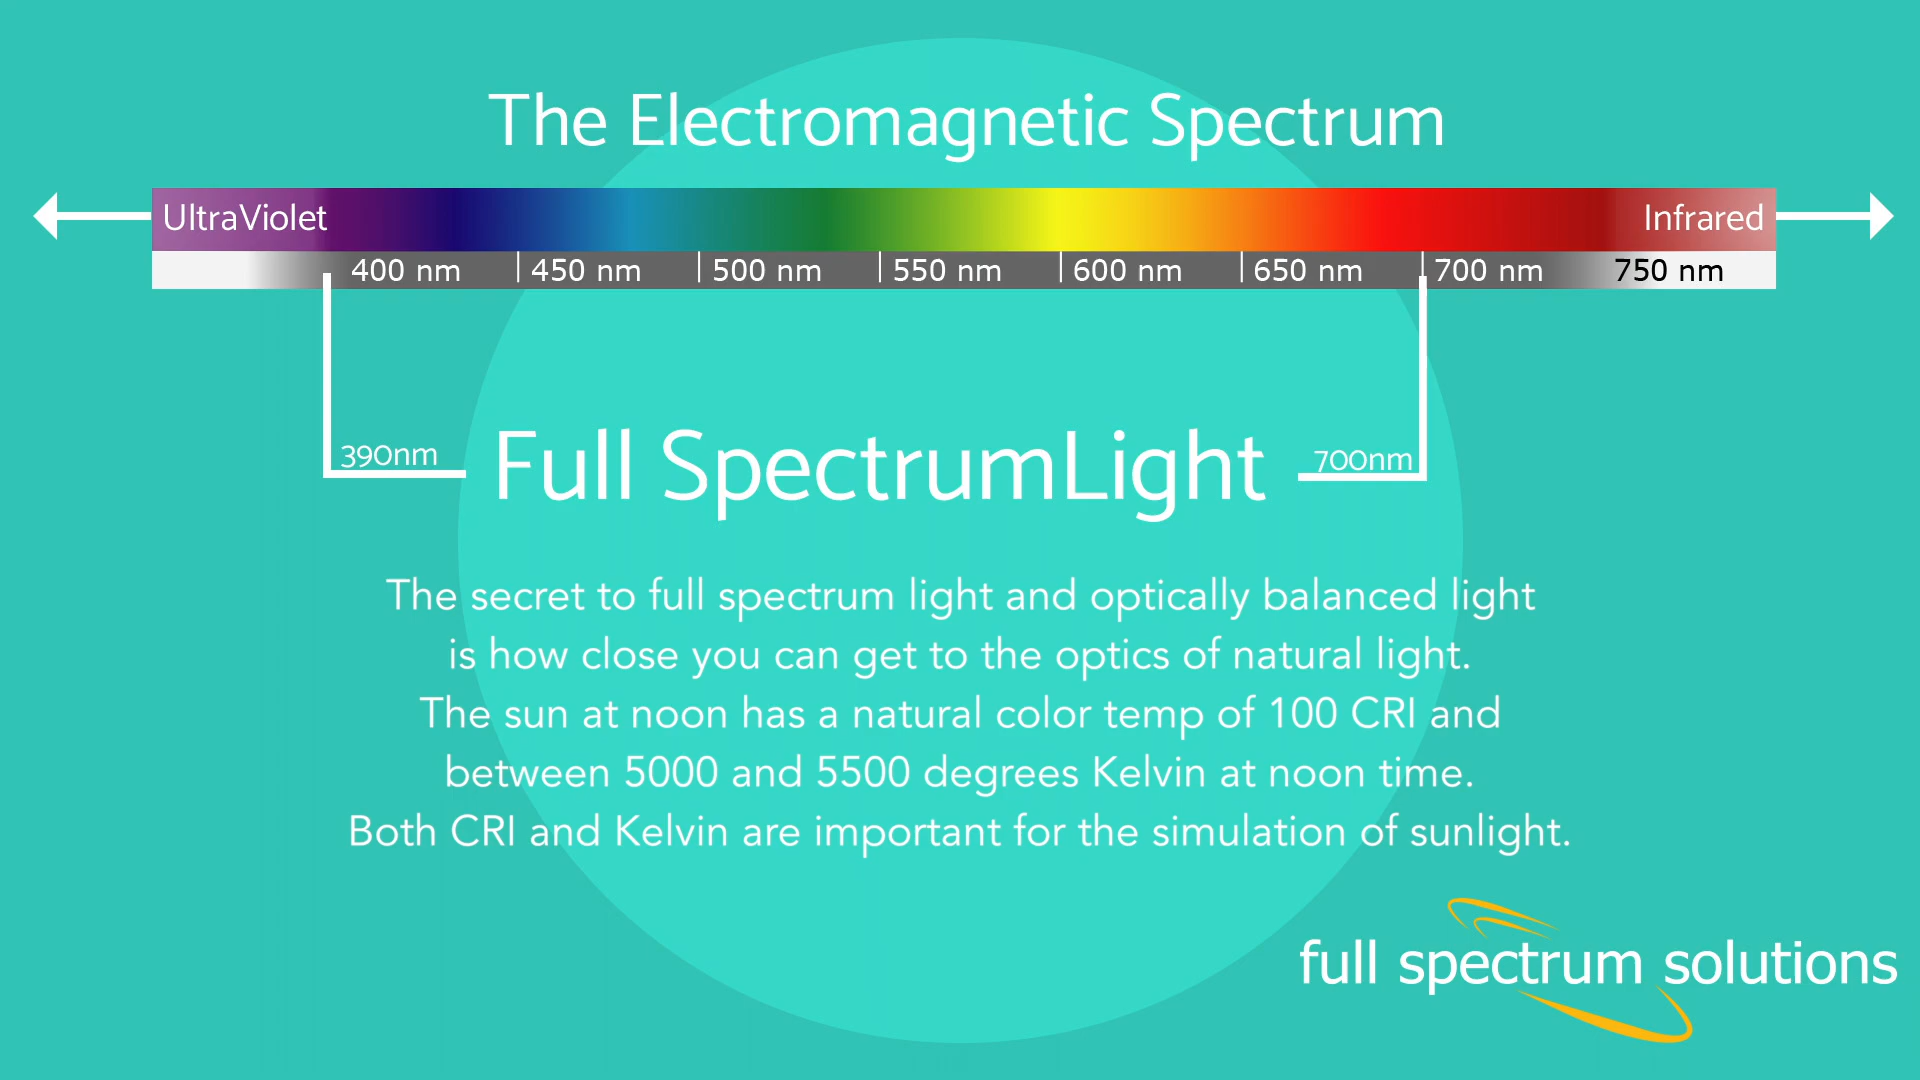 The Electromagnetic Spectrum
UltraViolet Infrared
400 nm 450 nm 500 nm 550 nm 600 nm 650 nm 700 nm 750 nm
390nm Full SpectrumLight 700nm
The secret to full spectrum light and optically balanced light
is how close you can get to the optics of natural light.
The sun at noon has a natural color temp of 100 CRI and
between 5000 and 5500 degrees Kelvin at noon time.
Both CRI and Kelvin are important for the simulation of sunlight.
full spectrum solutions